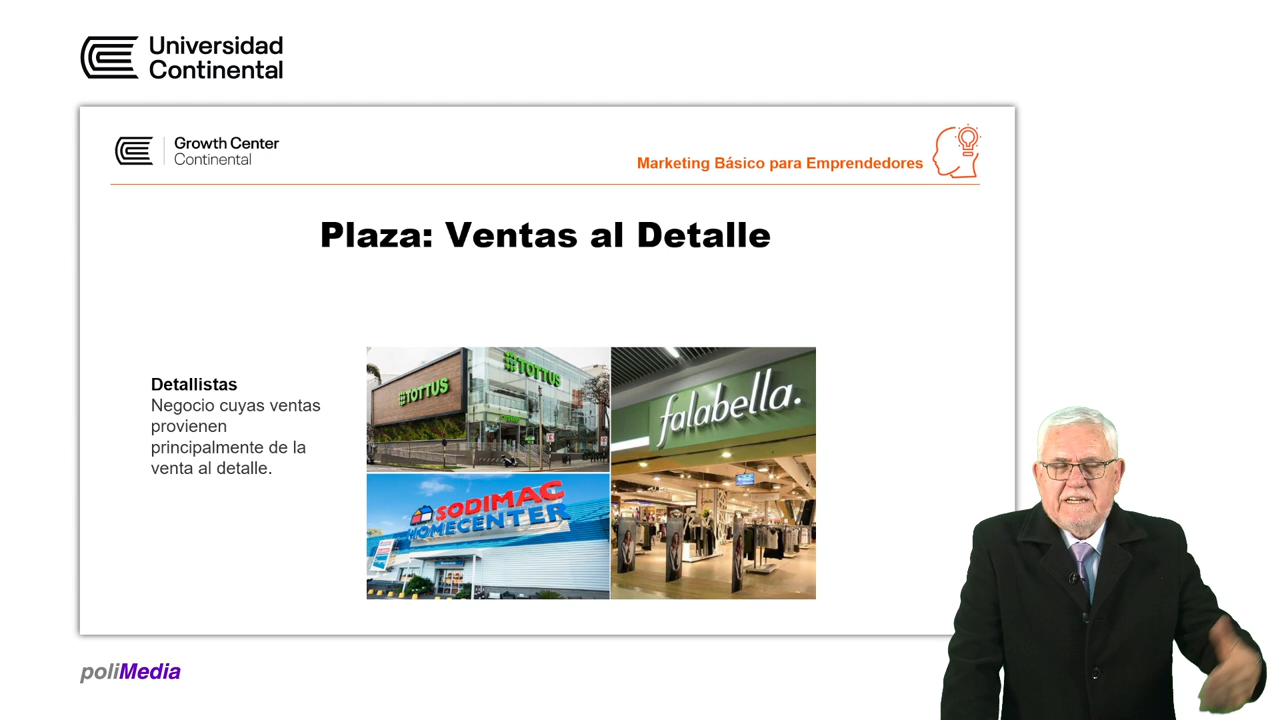 Universidad
Continental
Growth Center
Continental
Marketing Básico para Emprendedores
Plaza: Ventas al Detalle
Detallistas
Negocio cuyas ventas
provienen
principalmente de la
venta al detalle.
TOTTUS
TOTTUS
falabella.
SODIMAC
HOMECENTER
poliMedia